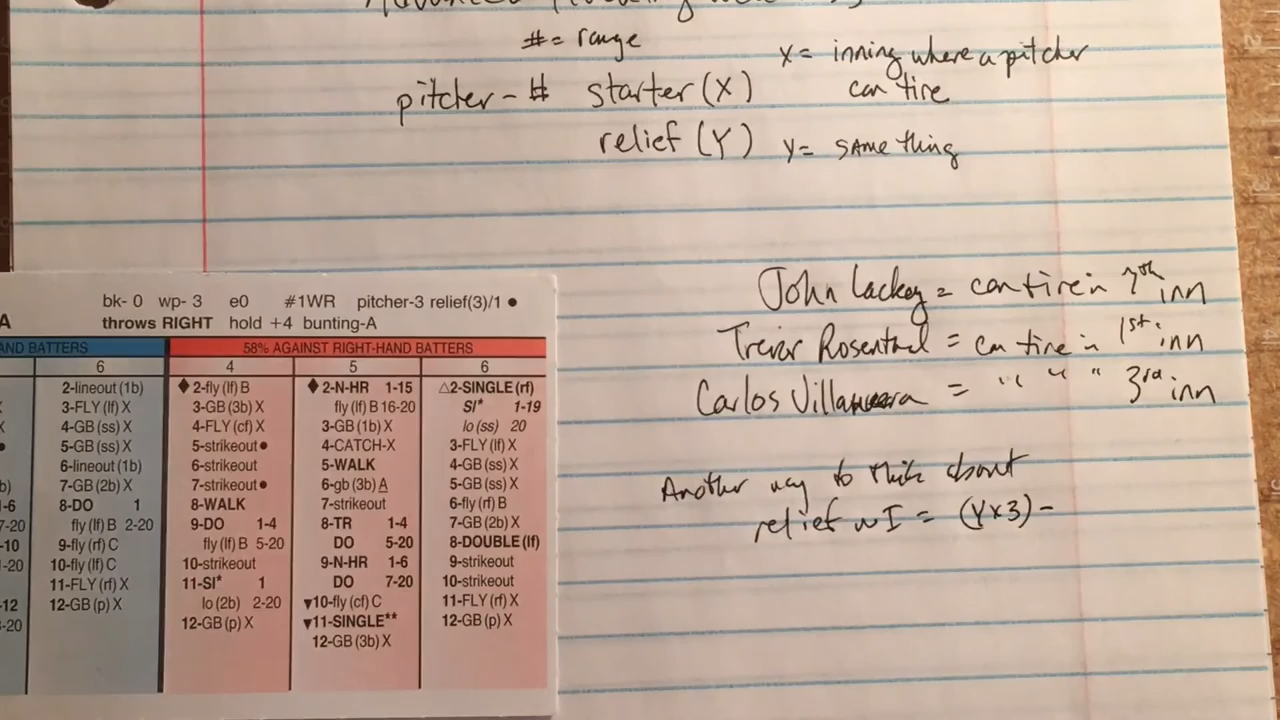 # = range
pitcher - # starter (X)
relief (Y)
X = inning where a pitcher
can tire
y = same thing
John Lackey = can tire in 7th inn
Trevor Rosenthal = can tire in 1st inn
Carlos Villanueva = " " " 3rd inn
Another way to think about
relief = (Y×3) -
bk- 0 wp- 3 e0 #1WR pitcher-3 relief(3)/1 ●
A throws RIGHT hold +4 bunting-A
AND BATTERS
6
2-lineout (1b)
3-FLY (lf) X
4-GB (ss) X
5-GB (ss) X
6-lineout (1b)
7-GB (2b) X
8-DO 1
fly (lf) B 2-20
9-fly (rf) C
10-fly (lf) C
11-FLY (rf) X
12-GB (p) X
X
X
●
b)
1-6
7-20
-10
1-20
-12
3-20
58% AGAINST RIGHT-HAND BATTERS
4
♦2-fly (lf) B
3-GB (3b) X
4-FLY (cf) X
5-strikeout●
6-strikeout
7-strikeout●
8-WALK
9-DO 1-4
fly (lf) B 5-20
10-strikeout
11-SI* 1
lo (2b) 2-20
12-GB (p) X
5
♦2-N-HR 1-15
fly (lf) B 16-20
3-GB (1b) X
4-CATCH-X
5-WALK
6-gb (3b) A
7-strikeout
8-TR 1-4
DO 5-20
9-N-HR 1-6
DO 7-20
▼10-fly (cf) C
▼11-SINGLE**
12-GB (3b) X
6
△2-SINGLE (rf)
SI* 1-19
lo (ss) 20
3-FLY (lf) X
4-GB (ss) X
5-GB (ss) X
6-fly (rf) B
7-GB (2b) X
8-DOUBLE (lf)
9-strikeout
10-strikeout
11-FLY (rf) X
12-GB (p) X